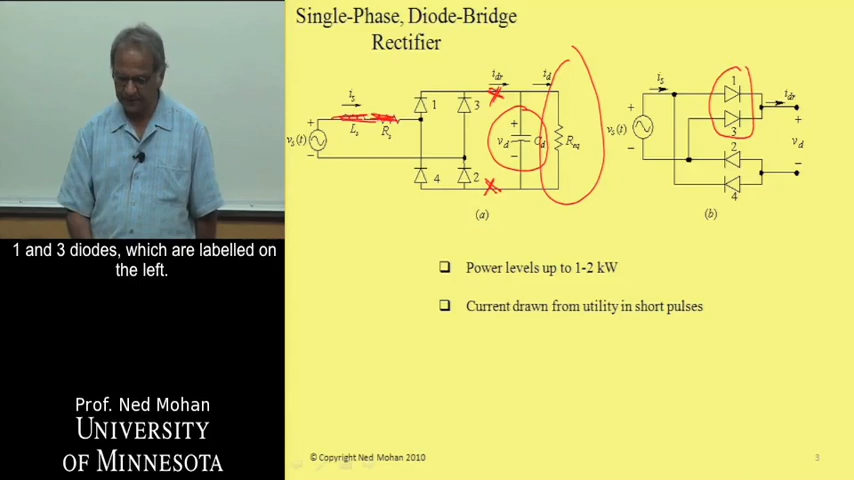 Single-Phase, Diode-Bridge
Rectifier
i_s
i_dr
i_d
1
3
v_s(t)
+
−
L_s
R_s
+
v_d
−
C_d
R_eq
4
2
(a)
i_s
1
i_dr
+
v_s(t)
−
3
2
4
+
v_d
−
(b)
1 and 3 diodes, which are labelled on
the left.
Power levels up to 1-2 kW
Current drawn from utility in short pulses
Prof. Ned Mohan
UNIVERSITY
OF MINNESOTA
© Copyright Ned Mohan 2010
3